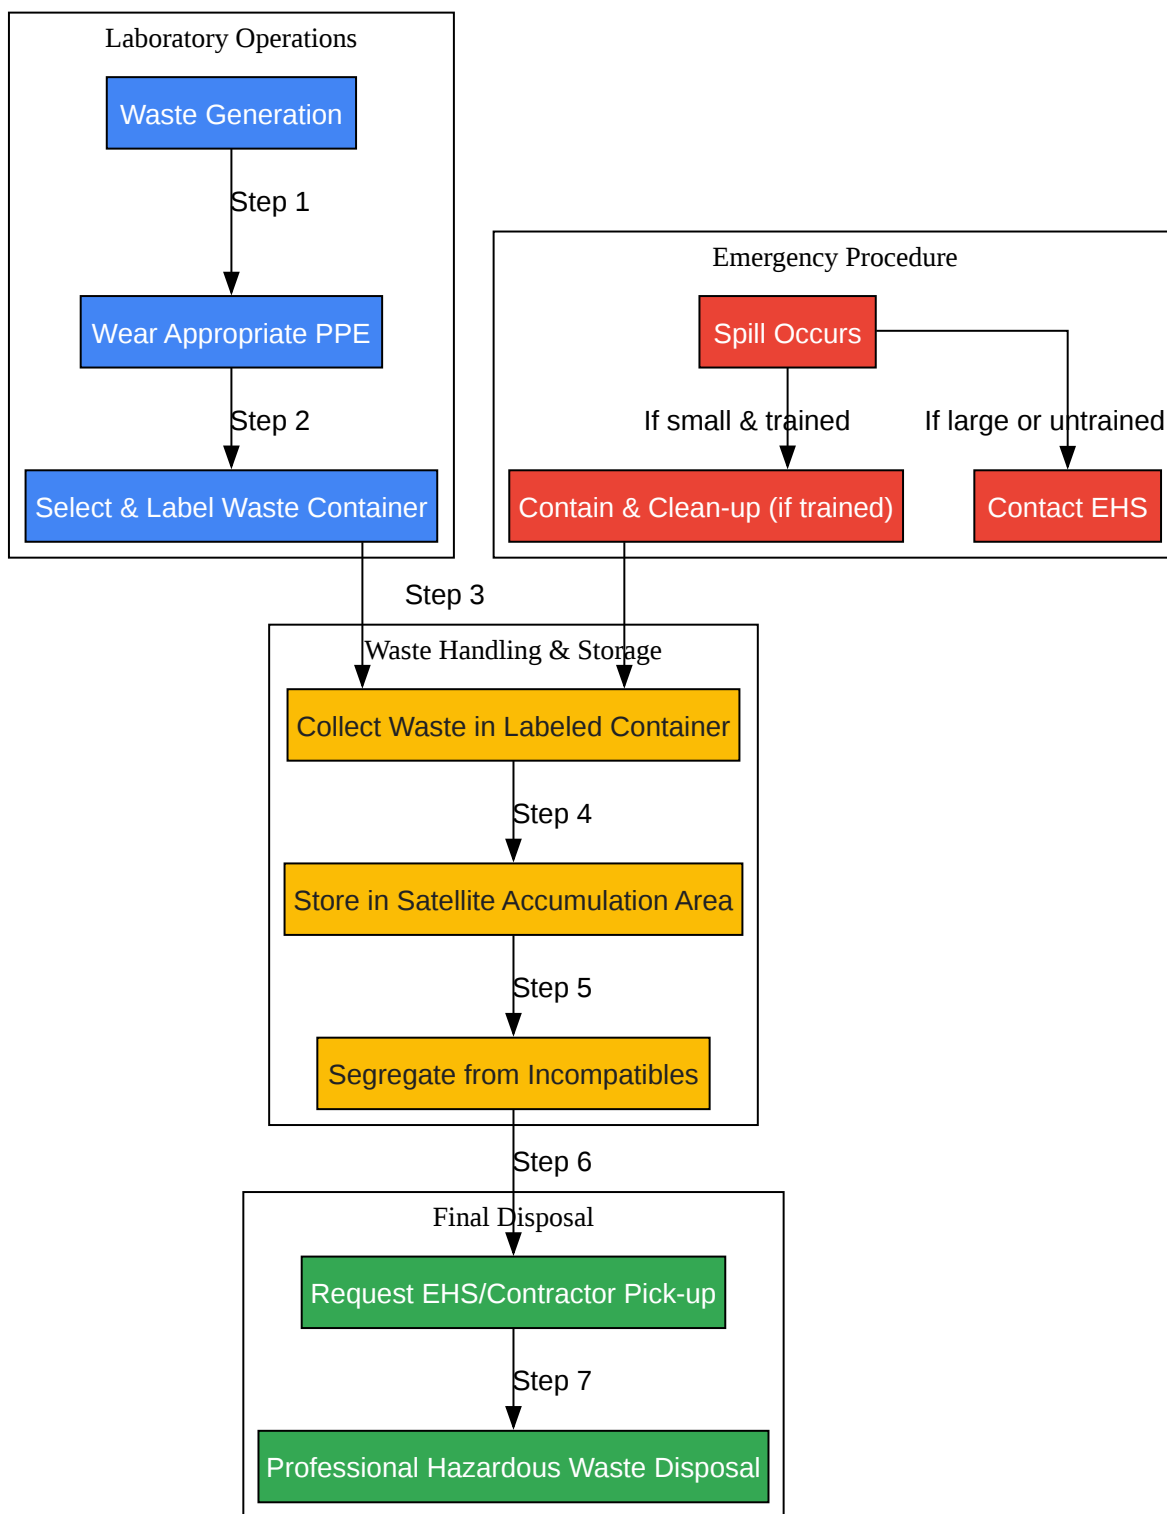 Laboratory Operations
Waste Generation
Step 1
Wear Appropriate PPE
Step 2
Select & Label Waste Container
Emergency Procedure
Spill Occurs
If small & trained
If large or untrained
Contain & Clean-up (if trained)
Contact EHS
Step 3
Waste Handling & Storage
Collect Waste in Labeled Container
Step 4
Store in Satellite Accumulation Area
Step 5
Segregate from Incompatibles
Step 6
Final Disposal
Request EHS/Contractor Pick-up
Step 7
Professional Hazardous Waste Disposal